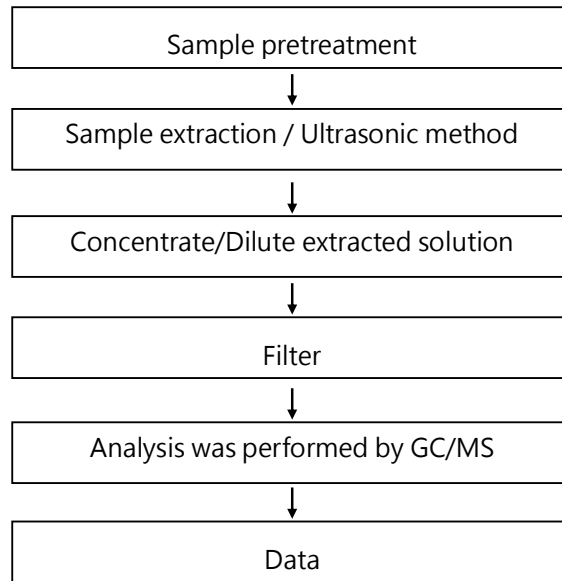 Sample pretreatment
Sample extraction / Ultrasonic method
Concentrate/Dilute extracted solution
Filter
Analysis was performed by GC/MS
Data